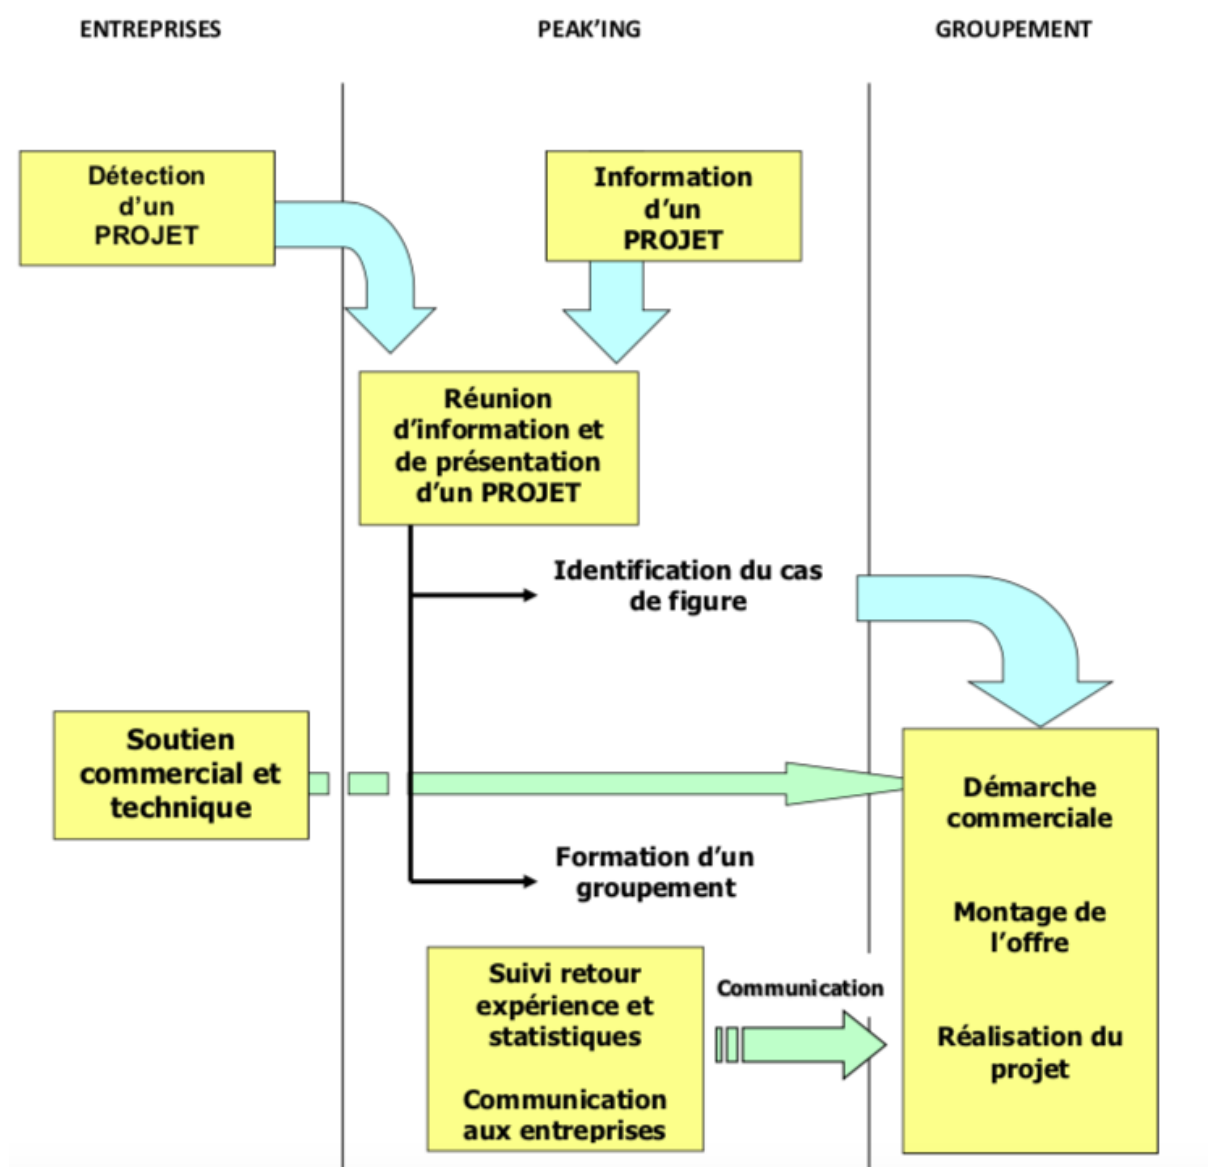 ENTREPRISES
PEAK’ING
GROUPEMENT
Détection
d’un
PROJET
Information
d’un
PROJET
Réunion
d’information et
de présentation
d’un PROJET
Identification du cas
de figure
Soutien
commercial et
technique
Démarche
commerciale
Montage de
l’offre
Réalisation du
projet
Formation d’un
groupement
Suivi retour
expérience et
statistiques
Communication
aux entreprises
Communication